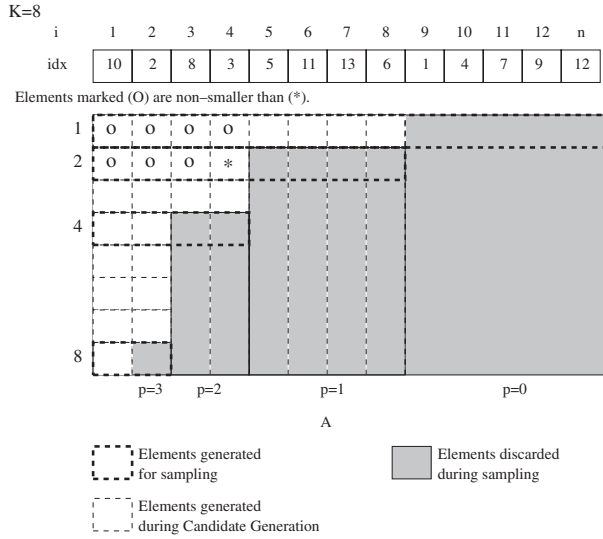 K=8
i 1 2 3 4 5 6 7 8 9 10 11 12 n
idx 10 2 8 3 5 11 13 6 1 4 7 9 12
Elements marked (O) are non–smaller than (*).
1 O O O O
2 O O O *
4
8
p=3 p=2 p=1 p=0
A
Elements generated
for sampling
Elements discarded
during sampling
Elements generated
during Candidate Generation